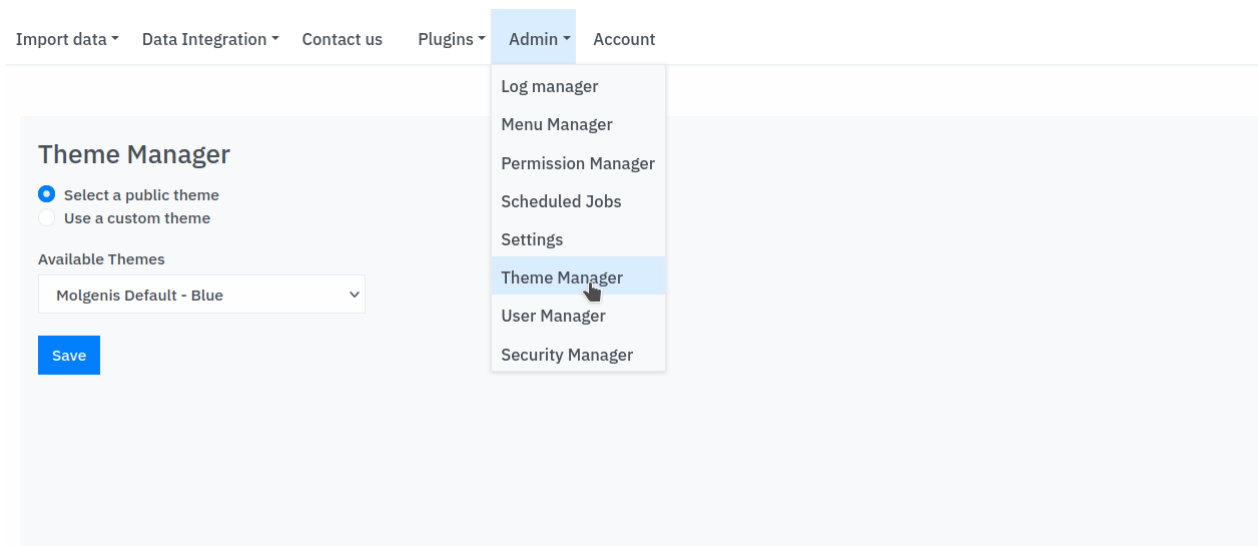 Import data Data Integration Contact us Plugins Admin Account
Log manager
Menu Manager
Permission Manager
Scheduled Jobs
Settings
Theme Manager
User Manager
Security Manager
Theme Manager
Select a public theme
Use a custom theme
Available Themes
Molgenis Default - Blue
Save